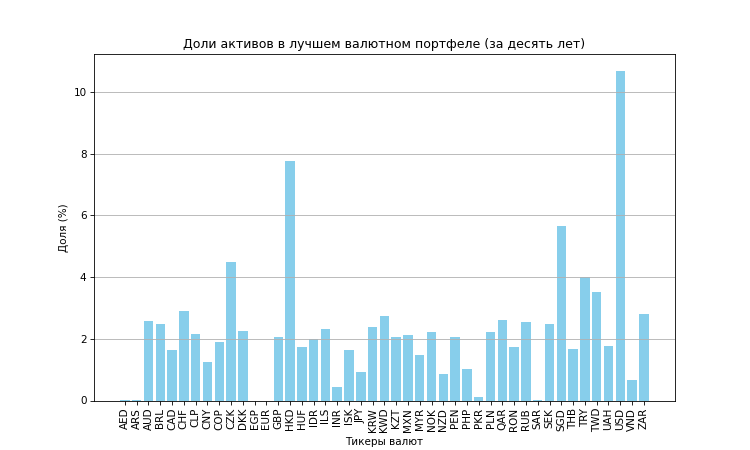 Доли активов в лучшем валютном портфеле (за десять лет)
Доля (%)
10
8
6
4
2
0
AED ARS AUD BRL CAD CHF CLP CNY COP CZK DKK EGP EUR GBP HKD HUF IDR ILS INR ISK JPY KRW KWD KZT MXN MYR NOK NZD PEN PHP PKR PLN QAR RON RUB SAR SEK SGD THB TRY TWD UAH USD VND ZAR
Тикеры валют